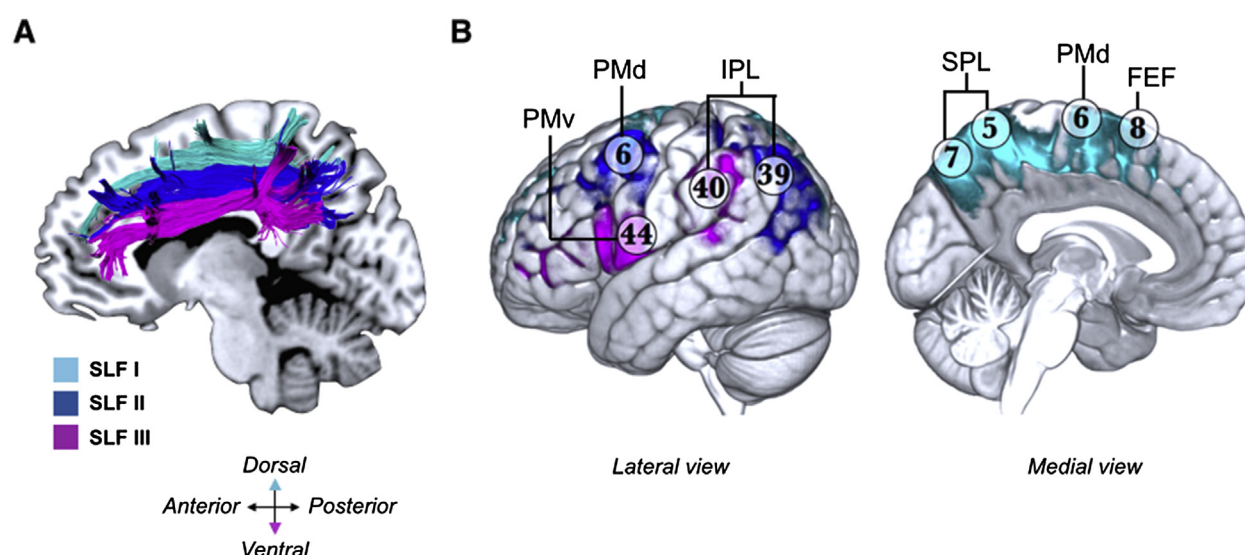 A
SLF I
SLF II
SLF III
Dorsal
Anterior
Posterior
Ventral
B
PMd
IPL
PMv
6
40
39
44
Lateral view
SPL
PMd
FEF
7
5
6
8
Medial view